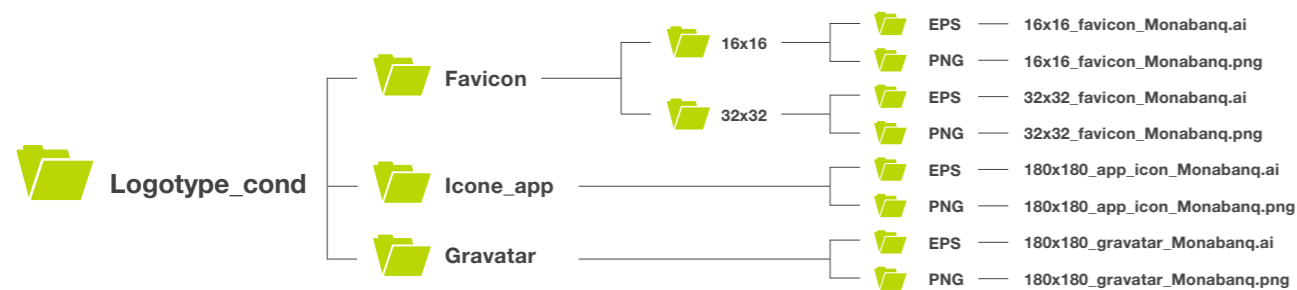 EPS 16x16_favicon_Monabanq.ai
16x16
PNG 16x16_favicon_Monabanq.png
Favicon
EPS 32x32_favicon_Monabanq.ai
32x32
PNG 32x32_favicon_Monabanq.png
EPS 180x180_app_icon_Monabanq.ai
Logotype_cond Icone_app
PNG 180x180_app_icon_Monabanq.png
EPS 180x180_gravatar_Monabanq.ai
Gravatar
PNG 180x180_gravatar_Monabanq.png